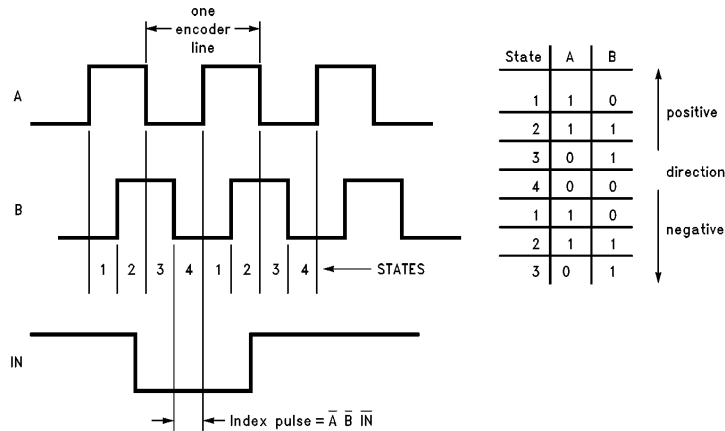 one
encoder
line
A
B
1 2 3 4 1 2 3 4 STATES
IN
Index pulse = A̅ B̅ I̅N̅
State A B
1 1 0
2 1 1
3 0 1
4 0 0
1 1 0
2 1 1
3 0 1
positive
direction
negative